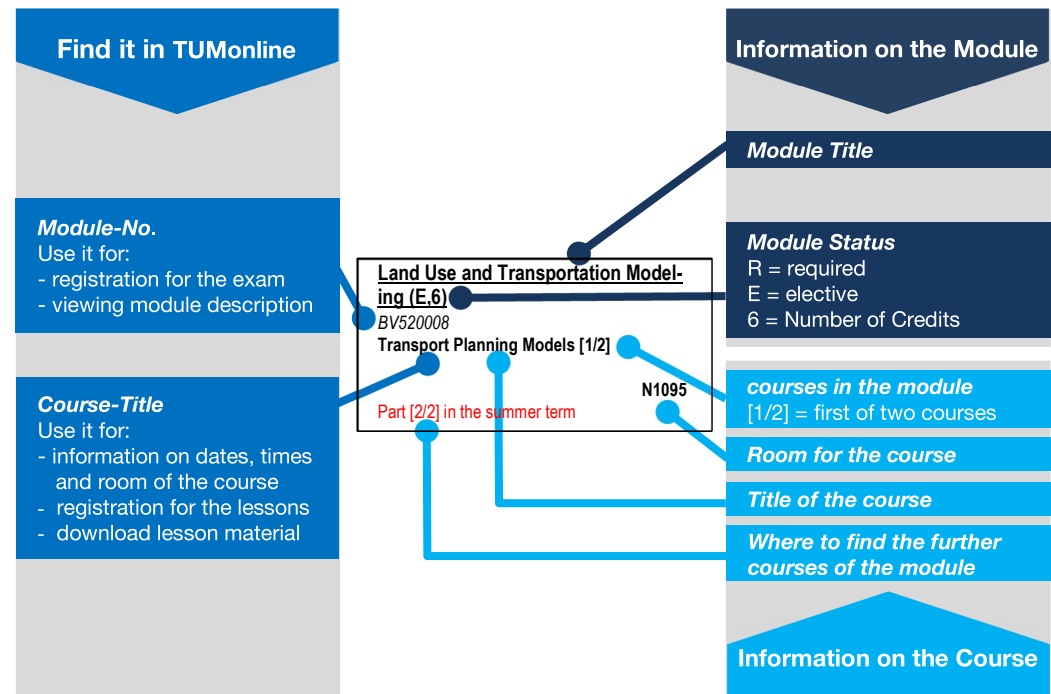 Find it in TUMonline
Module-No.
Use it for:
- registration for the exam
- viewing module description
Course-Title
Use it for:
- information on dates, times
and room of the course
- registration for the lessons
- download lesson material
Land Use and Transportation Model-
ing (E,6)
BV520008
Transport Planning Models [1/2]
N1095
Part [2/2] in the summer term
Information on the Module
Module Title
Module Status
R = required
E = elective
6 = Number of Credits
courses in the module
[1/2] = first of two courses
Room for the course
Title of the course
Where to find the further
courses of the module
Information on the Course